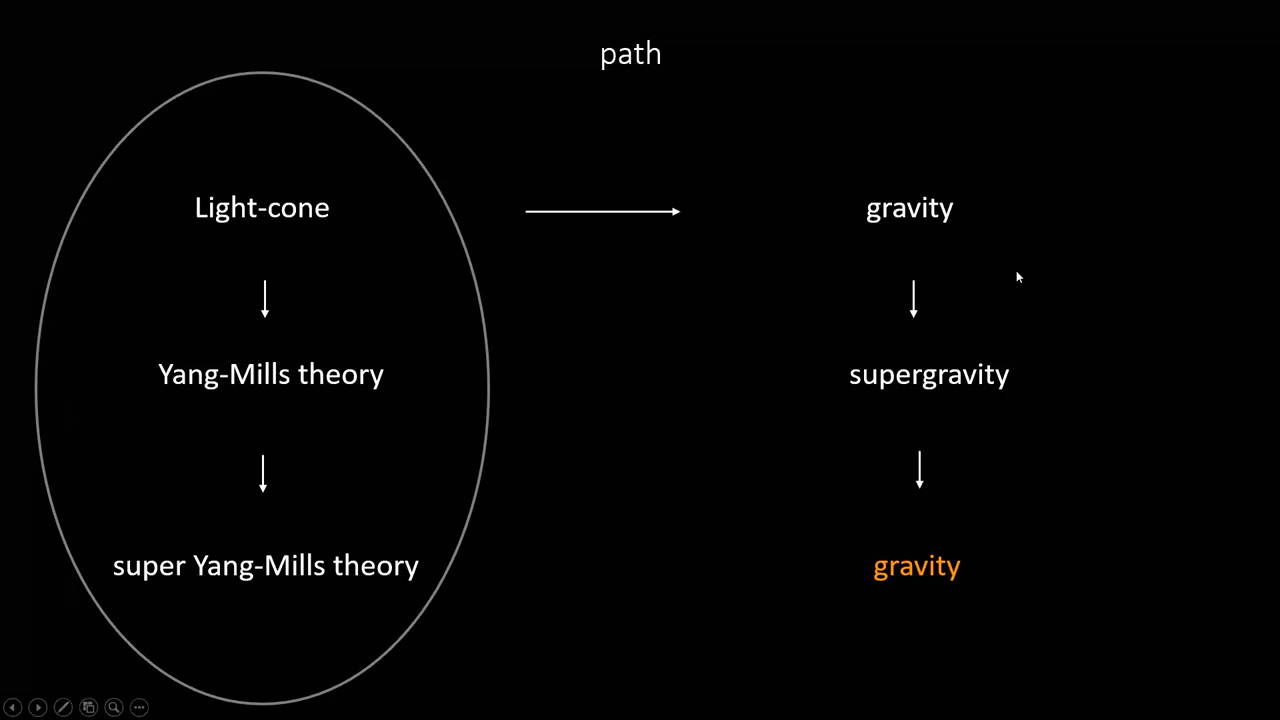 path
Light-cone
Yang-Mills theory
super Yang-Mills theory
gravity
supergravity
gravity